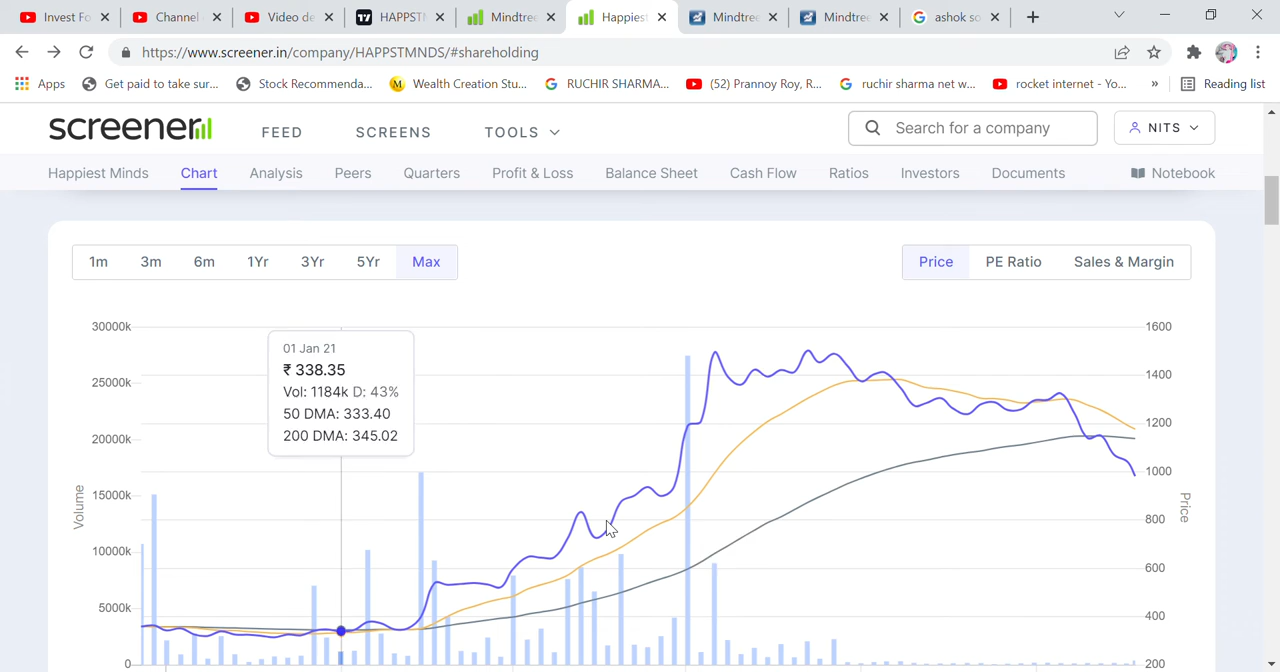 Invest Fo
Channel
Video de
HAPPSTM
Mindtree
Happiest
Mindtree
Mindtree
ashok so
https://www.screener.in/company/HAPPSTMNDS/#shareholding
Apps
Get paid to take sur...
Stock Recommenda...
Wealth Creation Stu...
RUCHIR SHARMA...
(52) Prannoy Roy, R...
ruchir sharma net w...
rocket internet - Yo...
»
Reading list
screener
FEED
SCREENS
TOOLS
Search for a company
NITS
Happiest Minds
Chart
Analysis
Peers
Quarters
Profit & Loss
Balance Sheet
Cash Flow
Ratios
Investors
Documents
Notebook
1m
3m
6m
1Yr
3Yr
5Yr
Max
Price
PE Ratio
Sales & Margin
30000k
25000k
20000k
15000k
10000k
5000k
0
Volume
01 Jan 21
₹ 338.35
Vol: 1184k D: 43%
50 DMA: 333.40
200 DMA: 345.02
1600
1400
1200
1000
800
600
400
200
Price